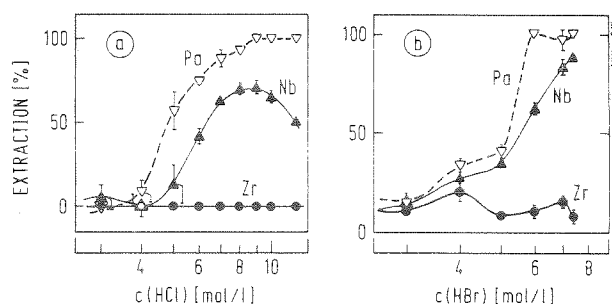 a
b
EXTRACTION [%]
100
50
0
Pa
Nb
Zr
4
6
8
10
c(HCl) [mol/l]
100
50
0
Pa
Nb
Zr
4
6
8
c(HBr) [mol/l]